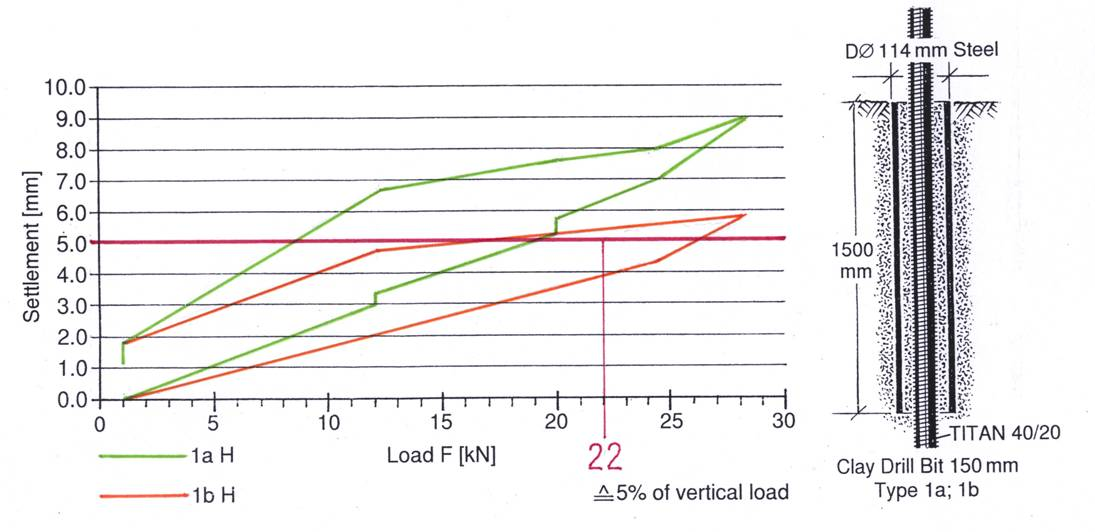 10.0
9.0
8.0
7.0
6.0
5.0
4.0
3.0
2.0
1.0
0.0
Settlement [mm]
0 5 10 15 20 25 30
Load F [kN]
22
≙5% of vertical load
1a H
1b H
DØ 114 mm Steel
1500
mm
TITAN 40/20
Clay Drill Bit 150 mm
Type 1a; 1b